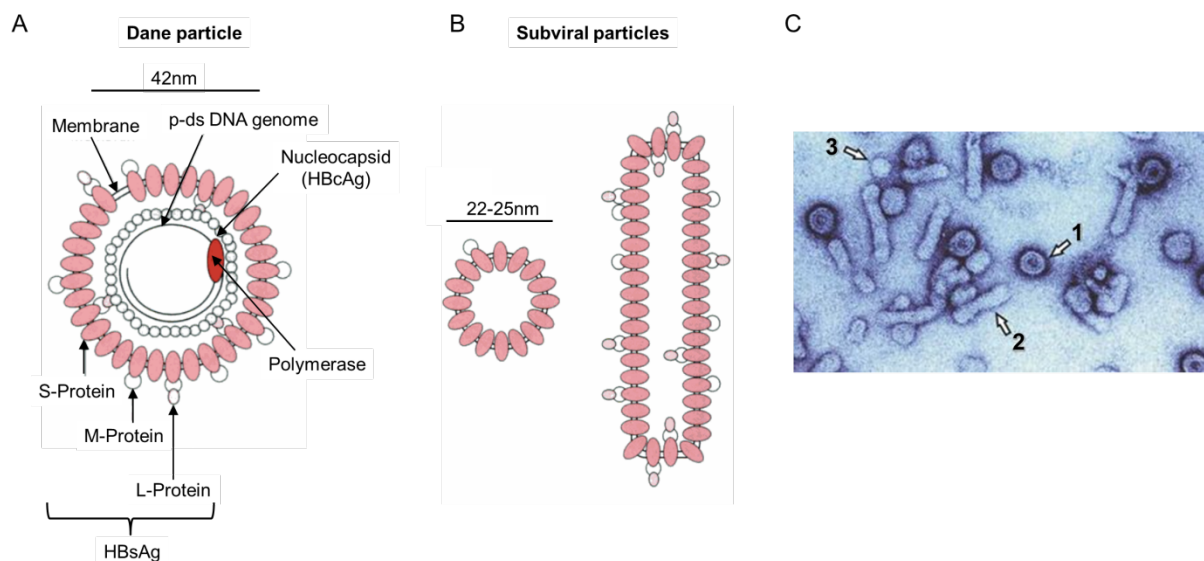 A
Dane particle
42nm
Membrane
p-ds DNA genome
Nucleocapsid
(HBcAg)
Polymerase
S-Protein
M-Protein
L-Protein
HBsAg
B
Subviral particles
22-25nm
C
3
1
2